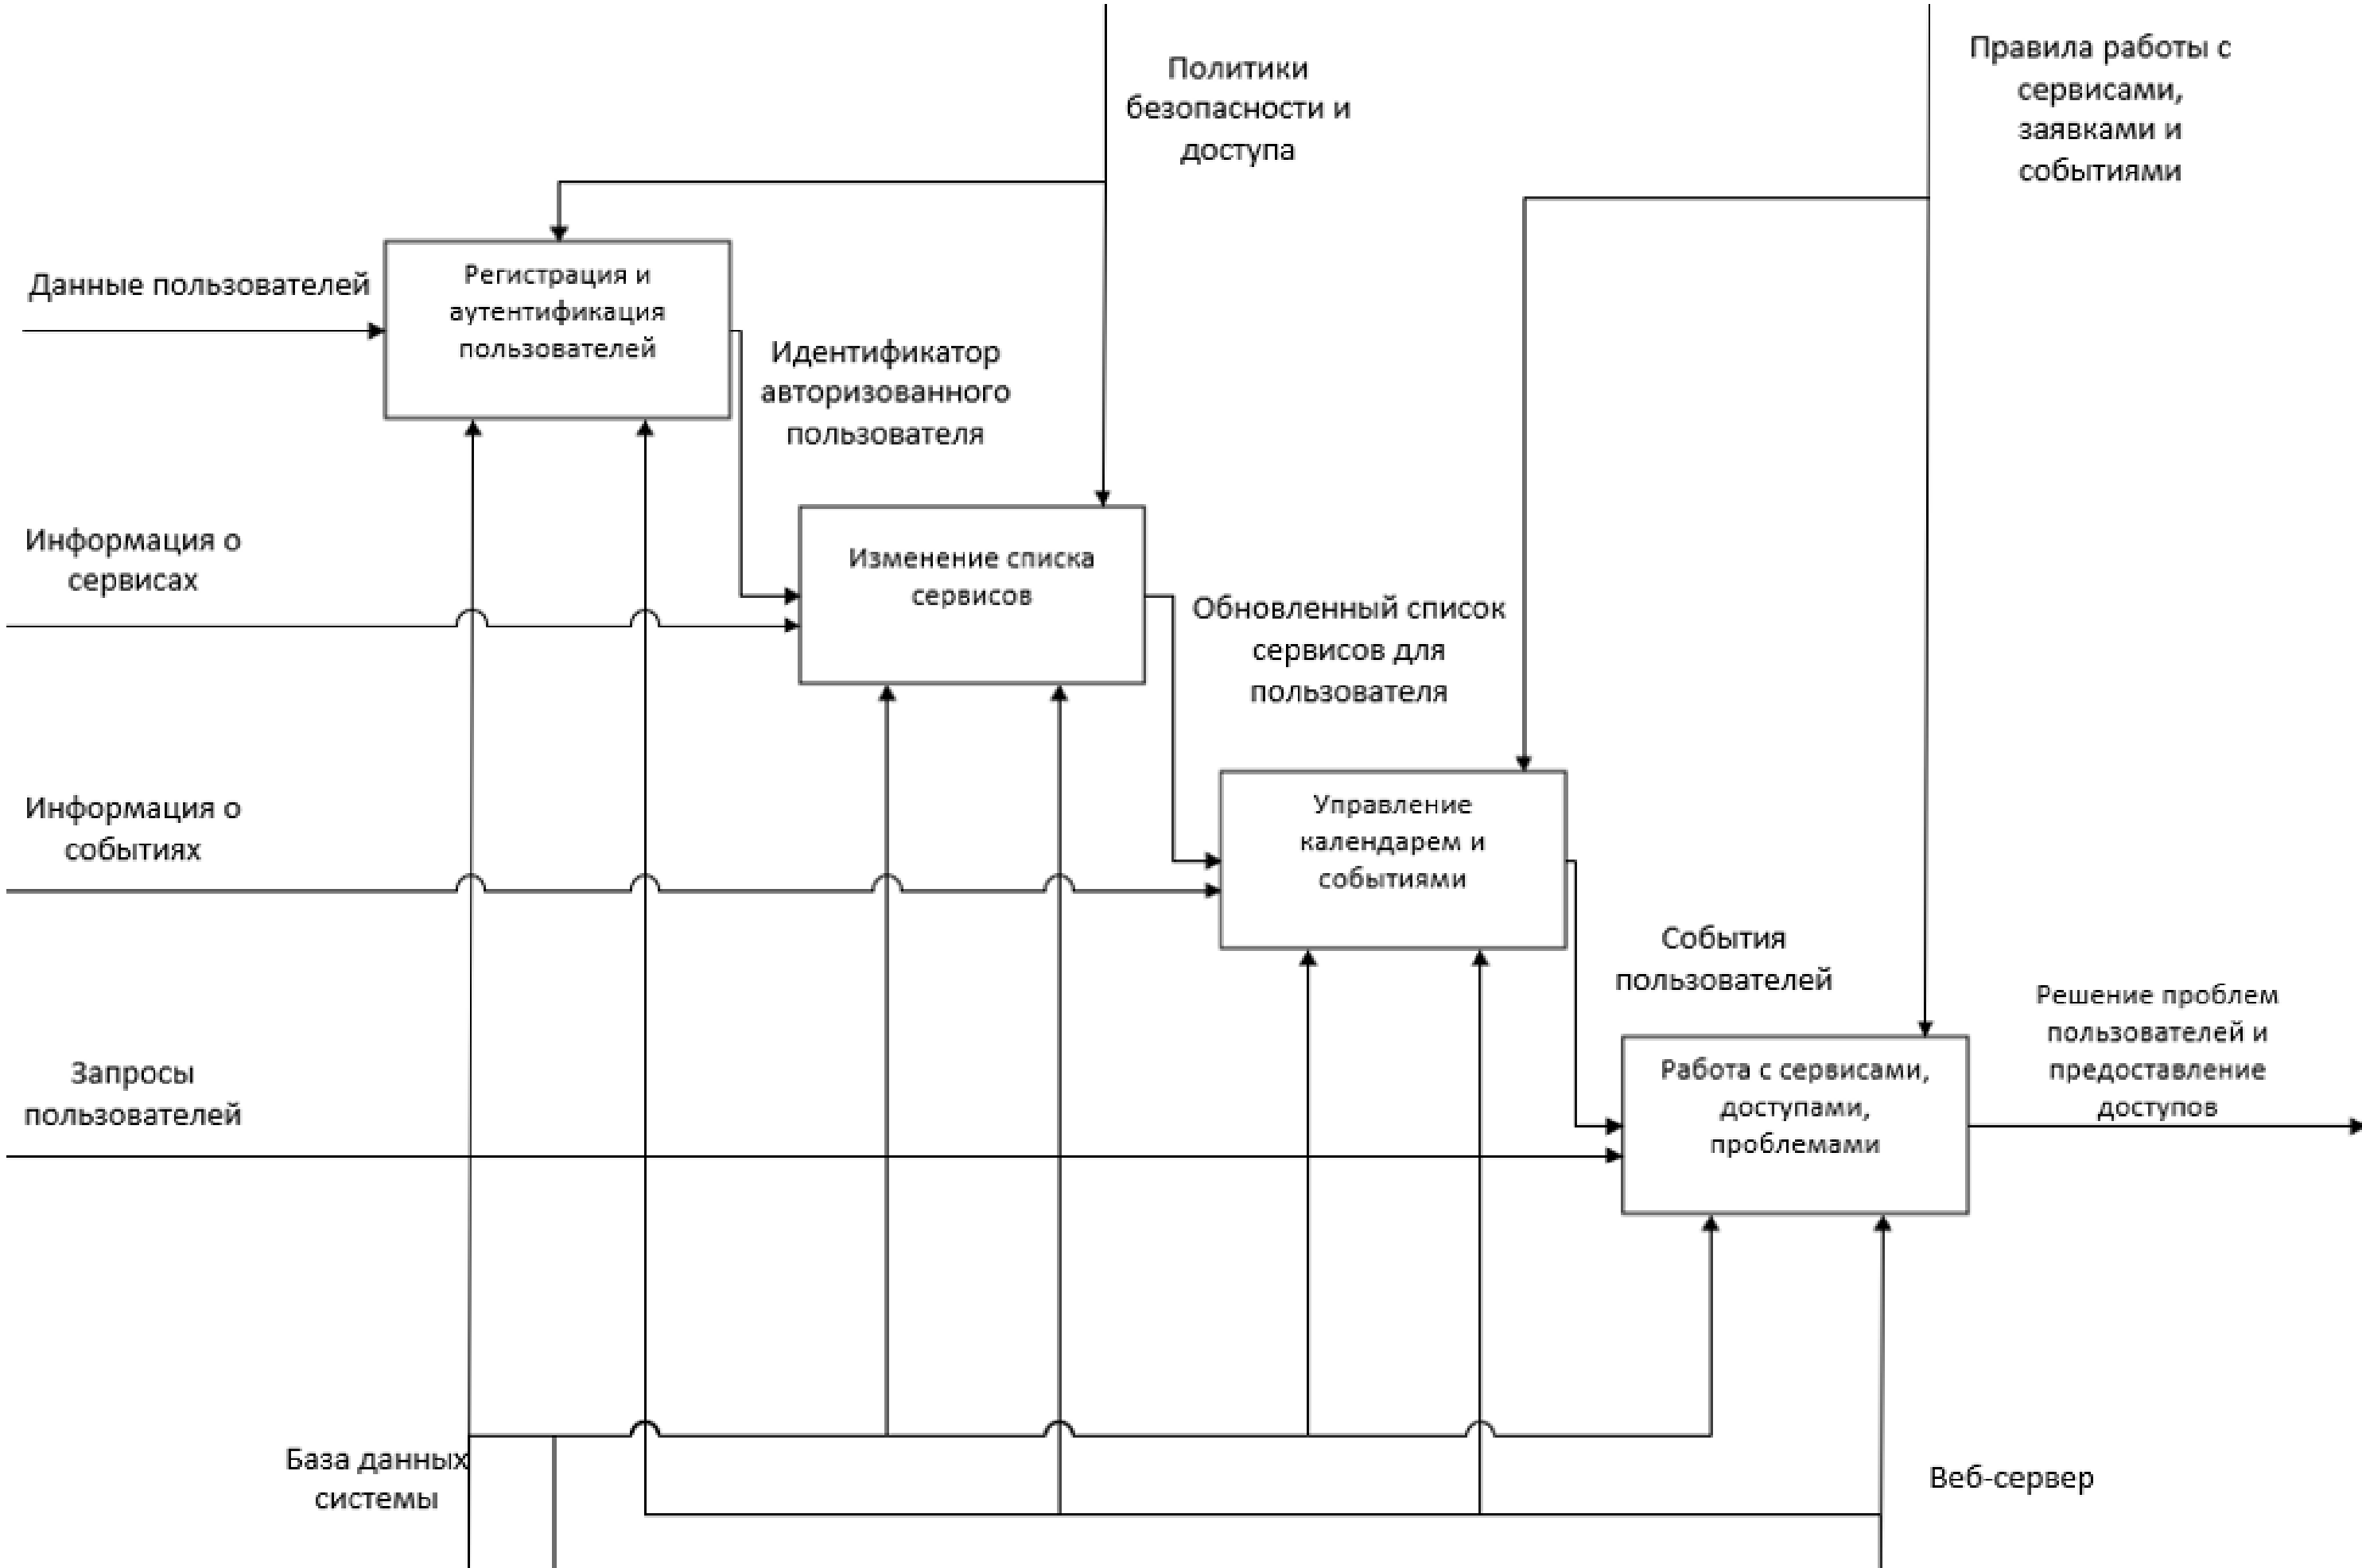 Политики
безопасности и
доступа
Правила работы с
сервисами,
заявками и
событиями
Данные пользователей
Регистрация и
аутентификация
пользователей
Идентификатор
авторизованного
пользователя
Информация о
сервисах
Изменение списка
сервисов
Обновленный список
сервисов для
пользователя
Информация о
событиях
Управление
календарем и
событиями
События
пользователей
Запросы
пользователей
Работа с сервисами,
доступами,
проблемами
Решение проблем
пользователей и
предоставление
доступов
База данных
системы
Веб-сервер